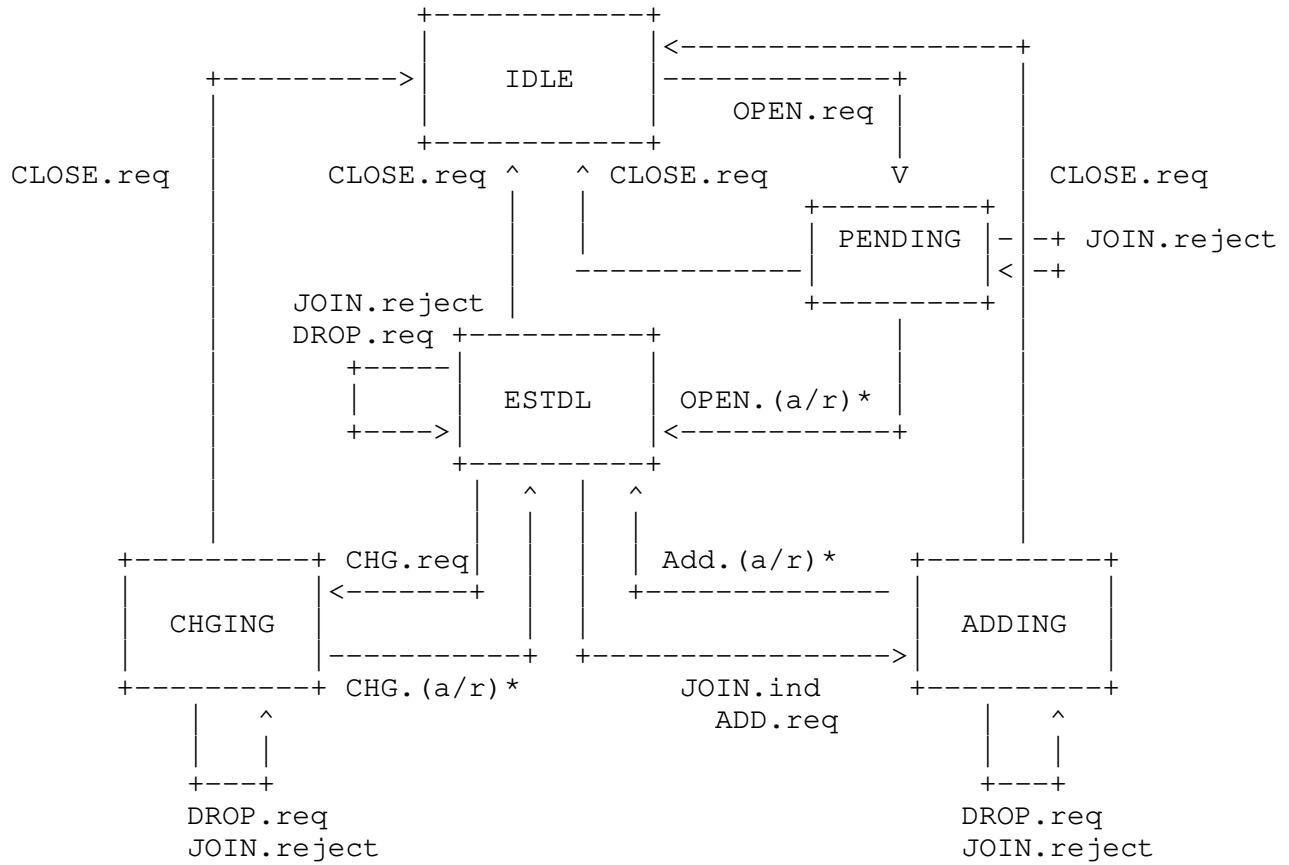 IDLE
OPEN.req
CLOSE.req CLOSE.req CLOSE.req V CLOSE.req
PENDING JOIN.reject
JOIN.reject
DROP.req
ESTDL OPEN.(a/r)*
CHG.req Add.(a/r)*
CHGING ADDING
CHG.(a/r)* JOIN.ind
ADD.req
DROP.req DROP.req
JOIN.reject JOIN.reject